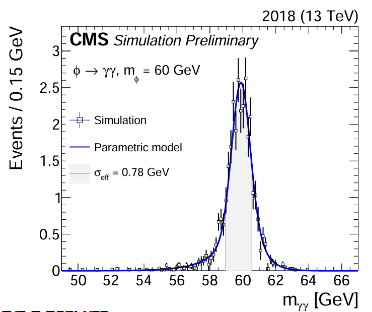 2018 (13 TeV)
CMS Simulation Preliminary
ϕ → γγ, m_ϕ = 60 GeV
Simulation
Parametric model
σ_eff = 0.78 GeV
Events / 0.15 GeV
3
2.5
2
1.5
1
0.5
0
50 52 54 56 58 60 62 64 66
m_γγ [GeV]